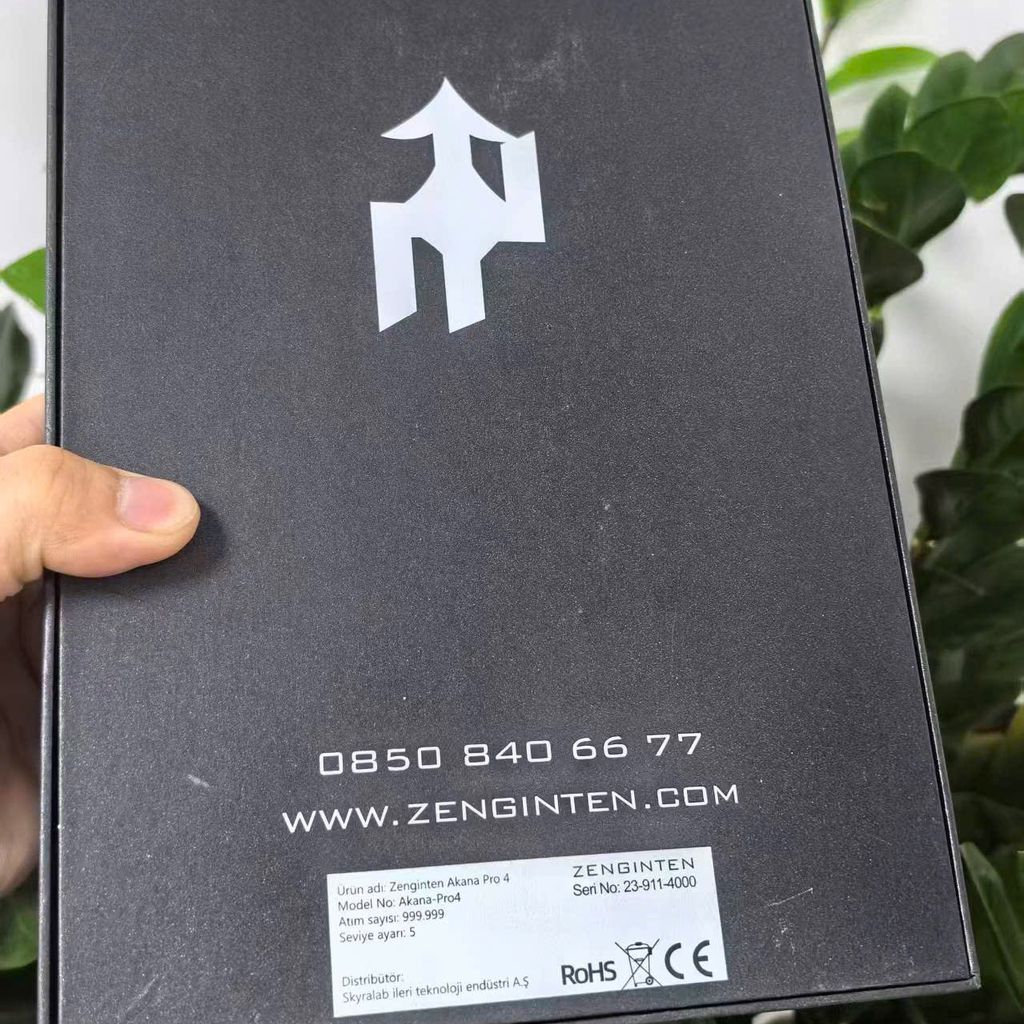 0850 840 66 77
WWW.ZENGINTEN.COM
Ürün adı: Zenginten Akana Pro 4
Model No: Akana-Pro4
Atım sayısı: 999.999
Seviye ayarı: 5
ZENGINTEN
Seri No: 23-911-4000
Distribütör:
Skyralab ileri teknoloji endüstri A.Ş
RoHS CE